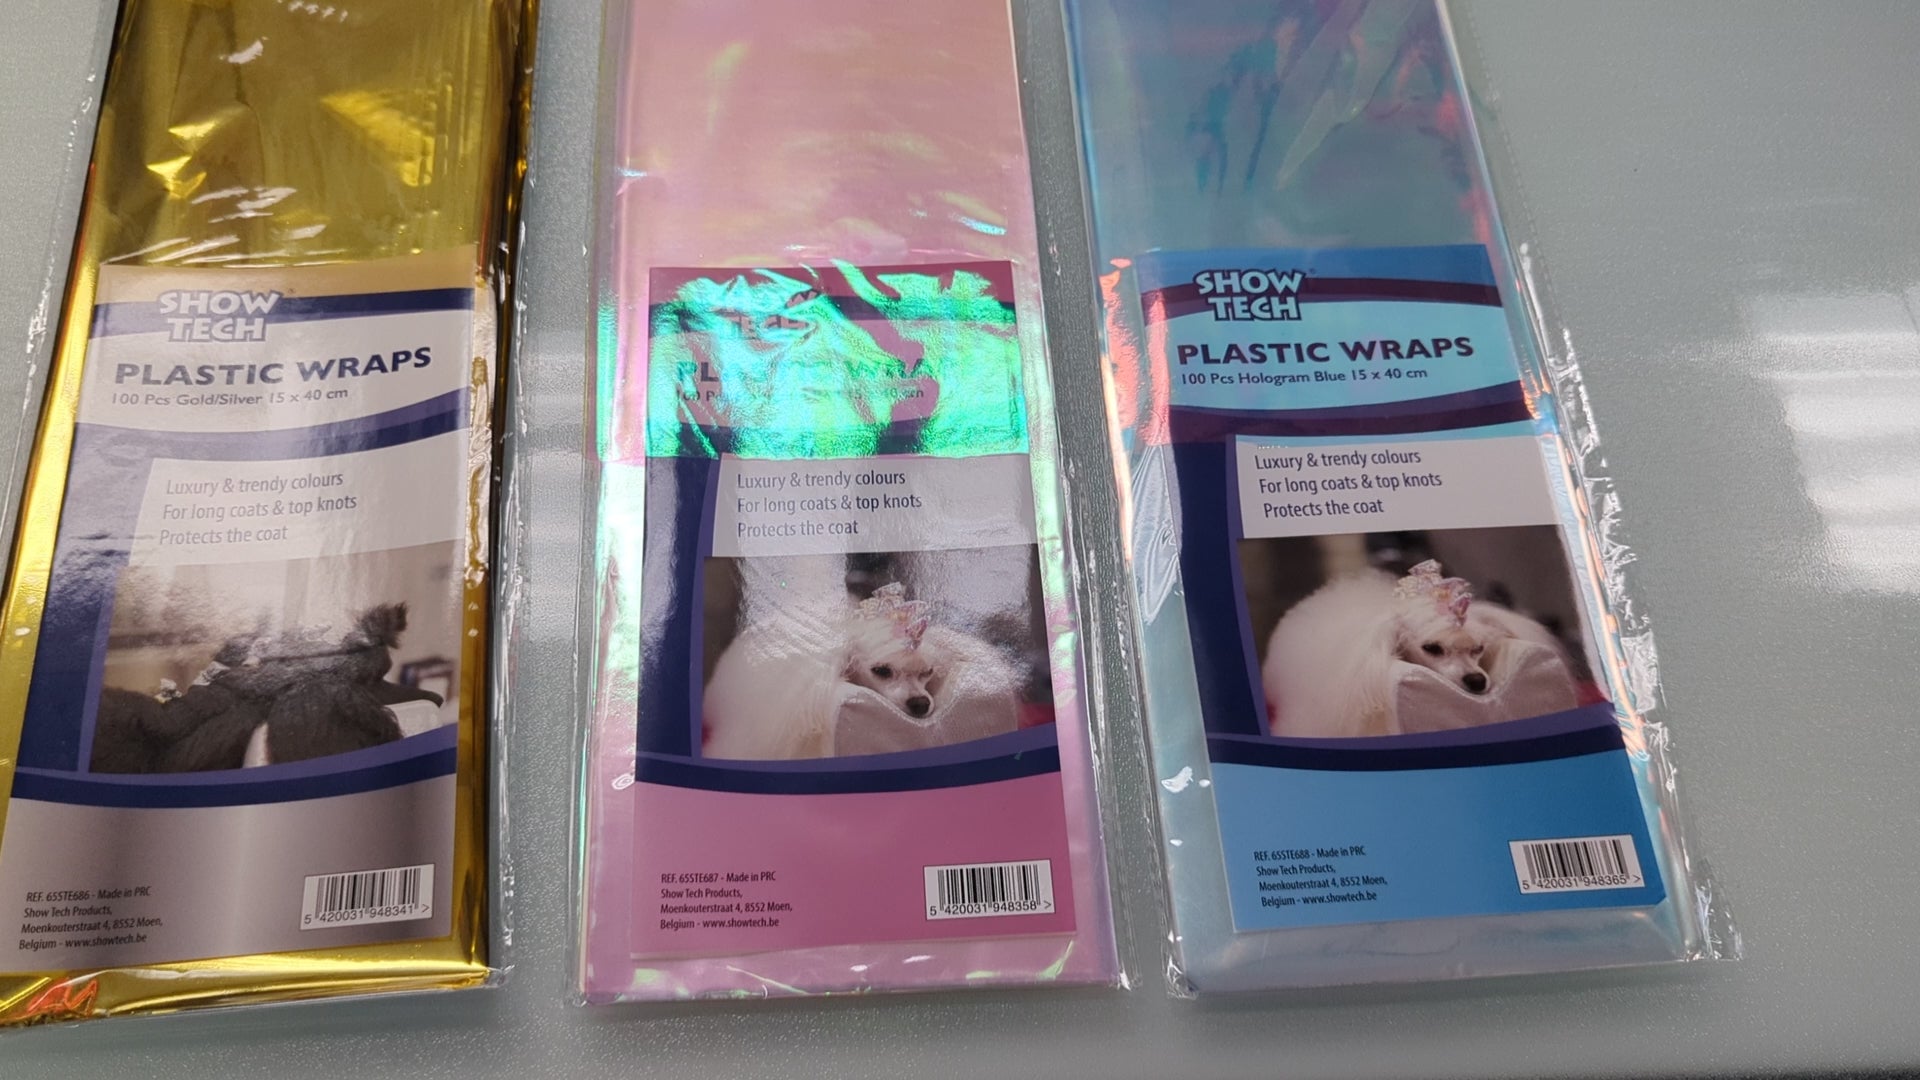 SHOW
TECH
PLASTIC WRAPS
100 Pcs Gold/Silver 15 x 40 cm
Luxury & trendy colours
For long coats & top knots
Protects the coat
REF. 65STE686 - Made in PRC
Show Tech Products,
Moenkouterstraat 4, 8552 Moen,
Belgium - www.showtech.be
5 420031 948341 >
TECH
Luxury & trendy colours
For long coats & top knots
Protects the coat
REF. 65STE687 - Made in PRC
Show Tech Products,
Moenkouterstraat 4, 8552 Moen,
Belgium - www.showtech.be
5 420031 948358 >
SHOW
TECH
PLASTIC WRAPS
100 Pcs Hologram Blue 15 x 40 cm
Luxury & trendy colours
For long coats & top knots
Protects the coat
REF. 65STE688 - Made in PRC
Show Tech Products,
Moenkouterstraat 4, 8552 Moen,
Belgium - www.showtech.be
5 420031 948365 >